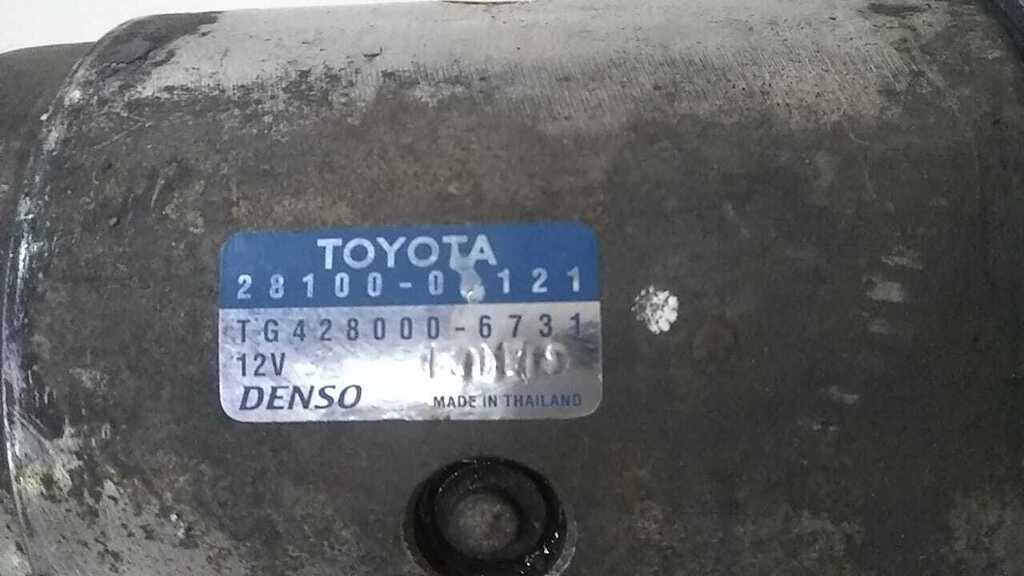 TOYOTA
28100-0 121
TG428000-6731
12V
DENSO
MADE IN THAILAND